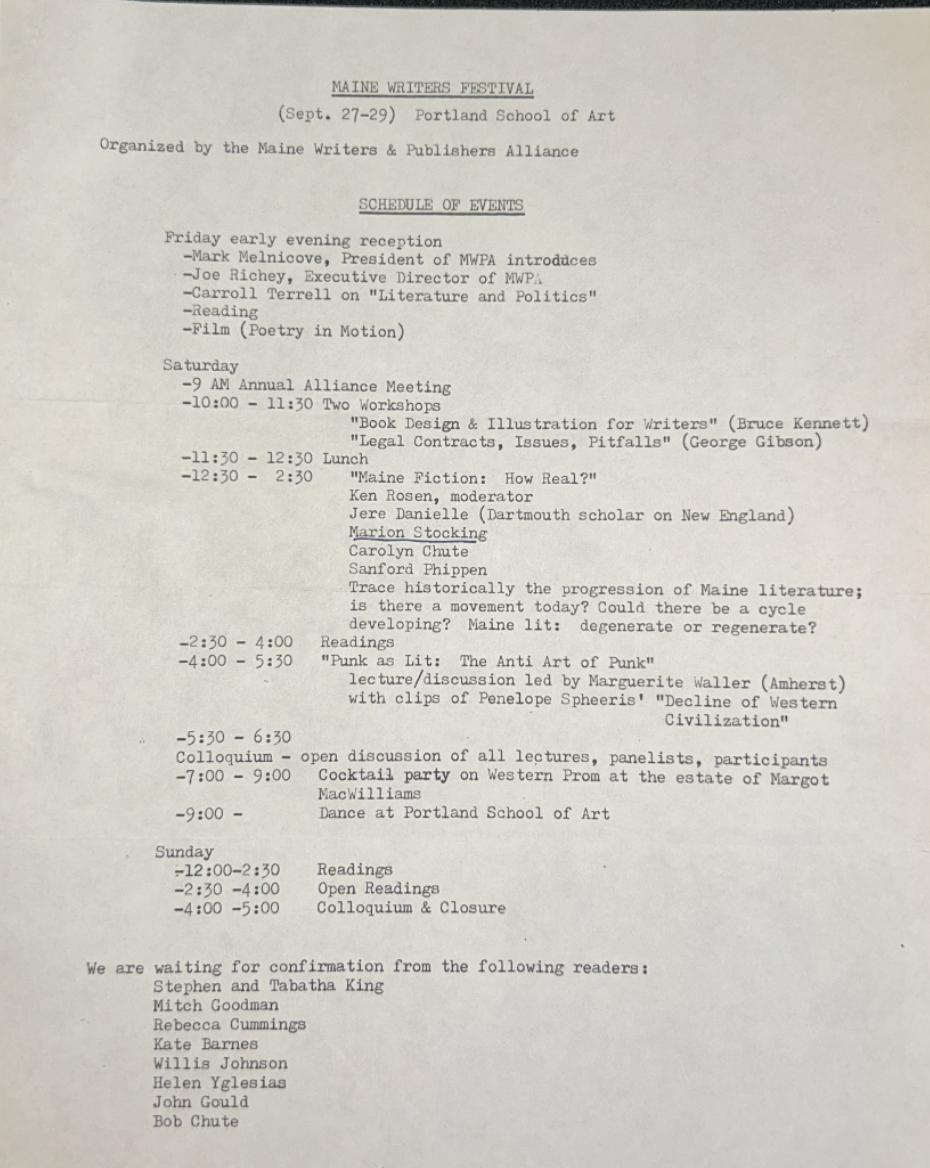 MAINE WRITERS FESTIVAL
(Sept. 27-29) Portland School of Art
Organized by the Maine Writers & Publishers Alliance
SCHEDULE OF EVENTS
Friday early evening reception
-Mark Melnicove, President of MWPA introduces
-Joe Richey, Executive Director of MWPA
-Carroll Terrell on "Literature and Politics"
-Reading
-Film (Poetry in Motion)
Saturday
-9 AM Annual Alliance Meeting
-10:00 - 11:30 Two Workshops
"Book Design & Illustration for Writers" (Bruce Kennett)
"Legal Contracts, Issues, Pitfalls" (George Gibson)
-11:30 - 12:30 Lunch
-12:30 - 2:30 "Maine Fiction: How Real?"
Ken Rosen, moderator
Jere Danielle (Dartmouth scholar on New England)
Marion Stocking
Carolyn Chute
Sanford Phippen
Trace historically the progression of Maine literature;
is there a movement today? Could there be a cycle
developing? Maine lit: degenerate or regenerate?
-2:30 - 4:00 Readings
-4:00 - 5:30 "Punk as Lit: The Anti Art of Punk"
lecture/discussion led by Marguerite Waller (Amherst)
with clips of Penelope Spheeris' "Decline of Western
Civilization"
-5:30 - 6:30
Colloquium - open discussion of all lectures, panelists, participants
-7:00 - 9:00 Cocktail party on Western Prom at the estate of Margot
MacWilliams
-9:00 - Dance at Portland School of Art
Sunday
-12:00-2:30 Readings
-2:30 -4:00 Open Readings
-4:00 -5:00 Colloquium & Closure
We are waiting for confirmation from the following readers:
Stephen and Tabatha King
Mitch Goodman
Rebecca Cummings
Kate Barnes
Willis Johnson
Helen Yglesias
John Gould
Bob Chute